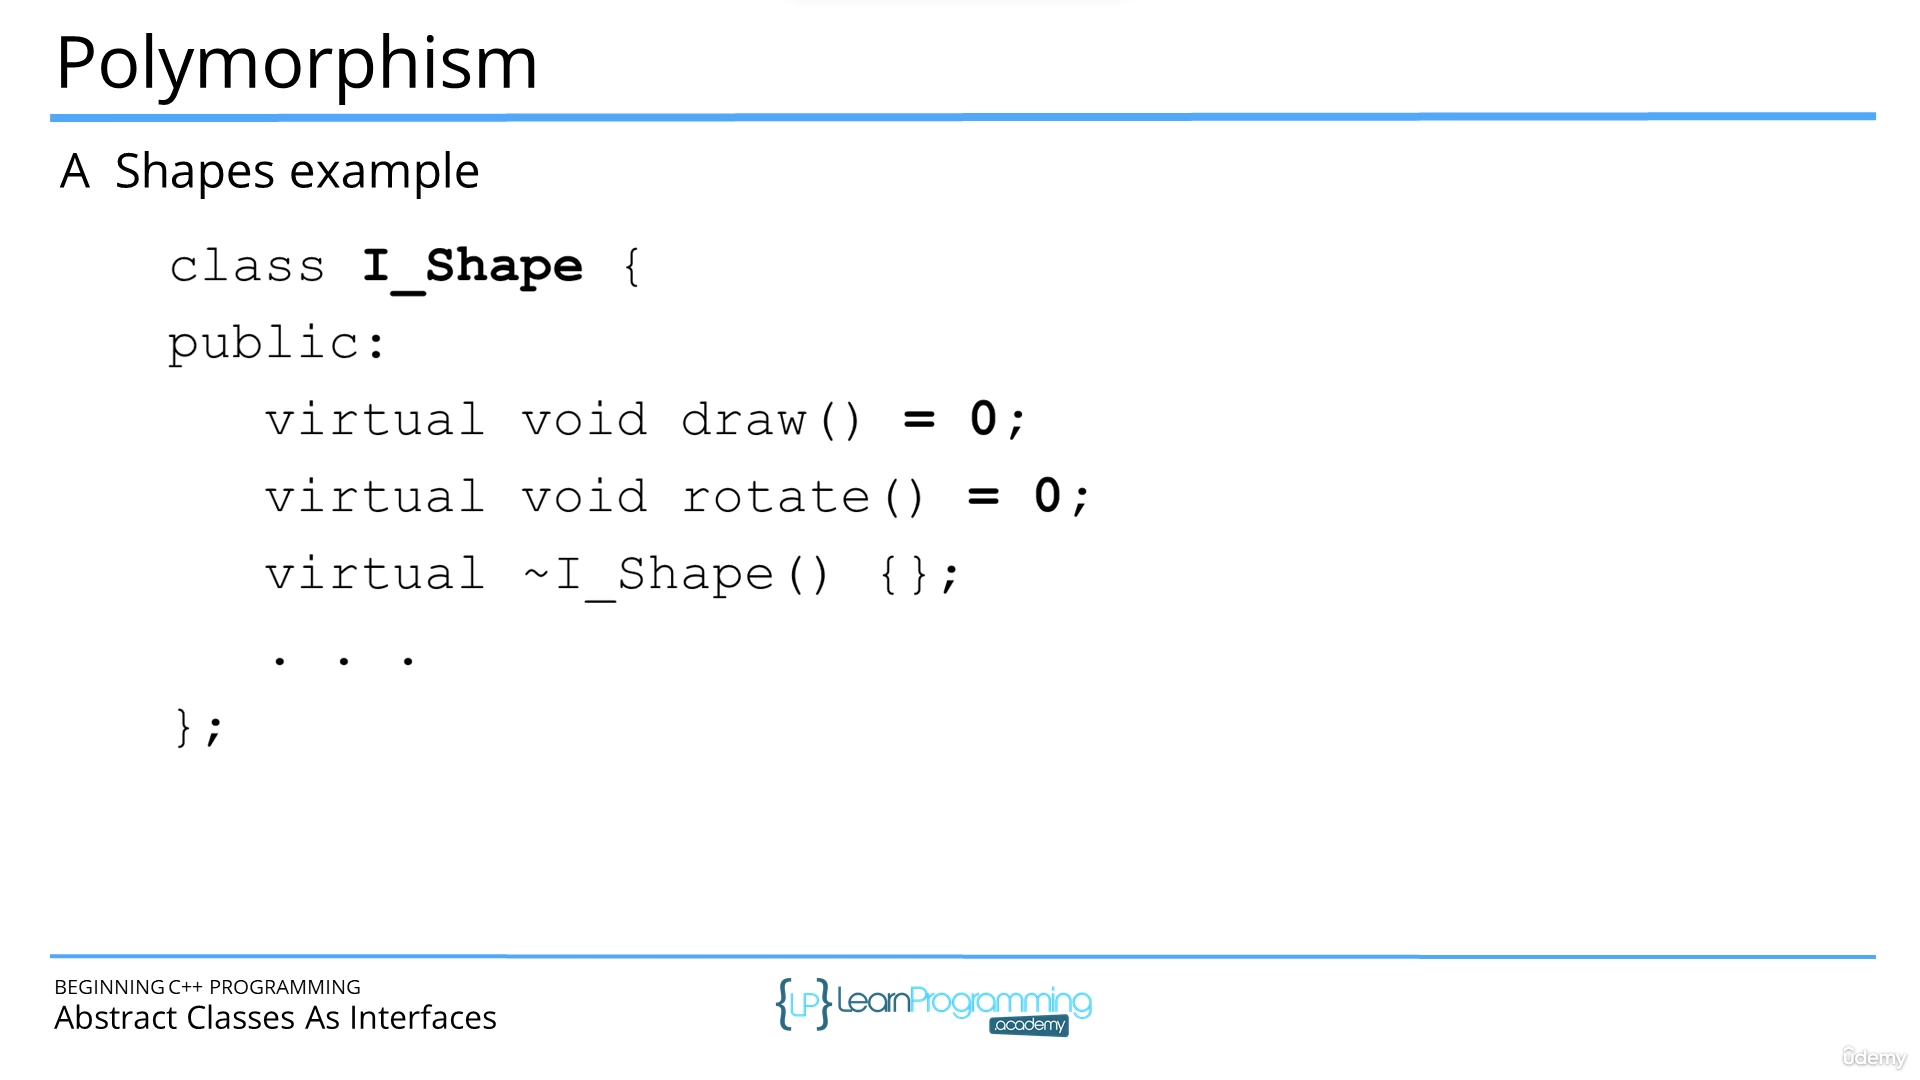 Polymorphism
A  Shapes example
class I_Shape {
public:
   virtual void draw() = 0;
   virtual void rotate() = 0;
   virtual ~I_Shape() {};
   . . .
};
BEGINNING C++ PROGRAMMING
Abstract Classes As Interfaces
{LP} LearnProgramming
.academy
ûdemy